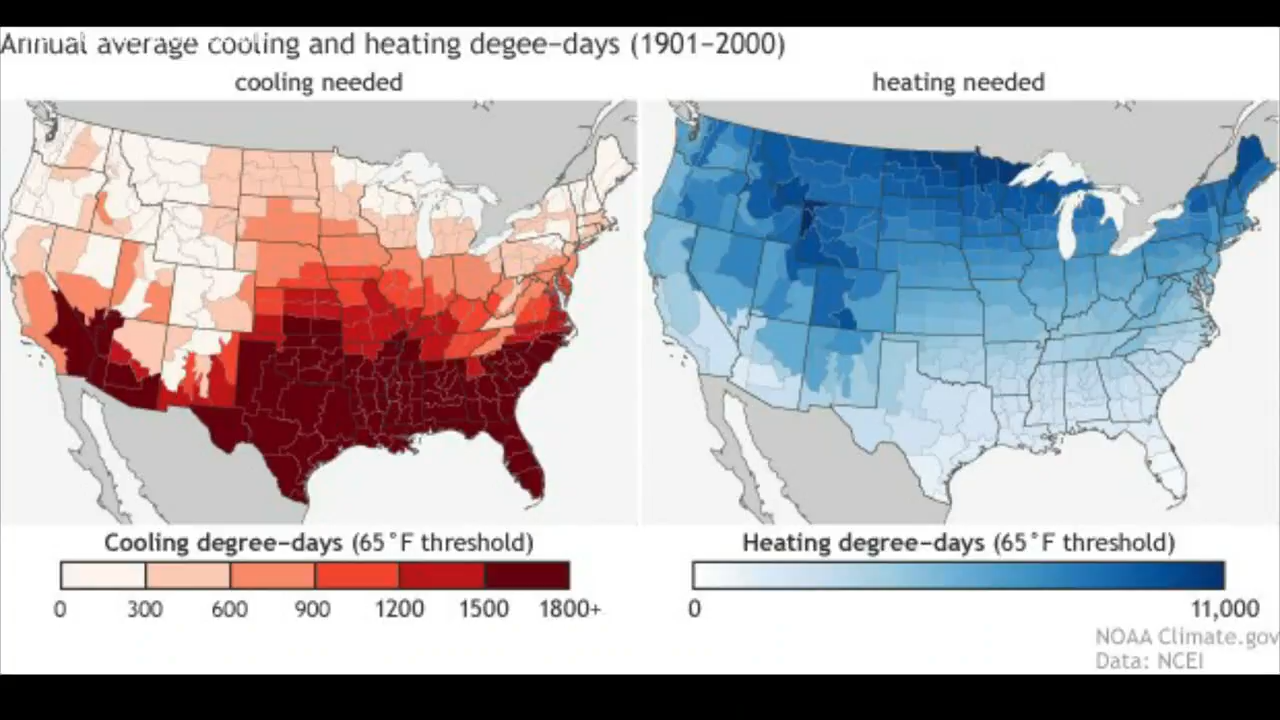 Annual average cooling and heating degee-days (1901-2000)
cooling needed
heating needed
Cooling degree-days (65°F threshold)
0 300 600 900 1200 1500 1800+
Heating degree-days (65°F threshold)
0 11,000
NOAA Climate.gov
Data: NCEI